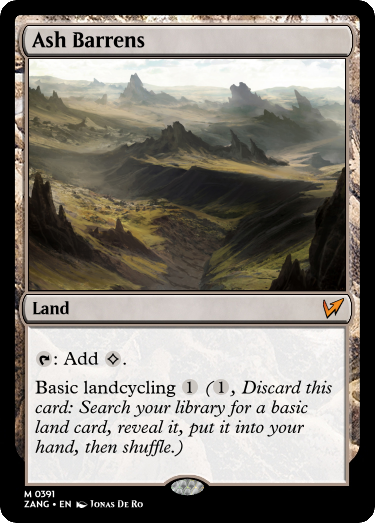 Ash Barrens
Land
: Add .
Basic landcycling 1 (1, Discard this
card: Search your library for a basic
land card, reveal it, put it into your
hand, then shuffle.)
M 0391
ZANG • EN Jonas De Ro